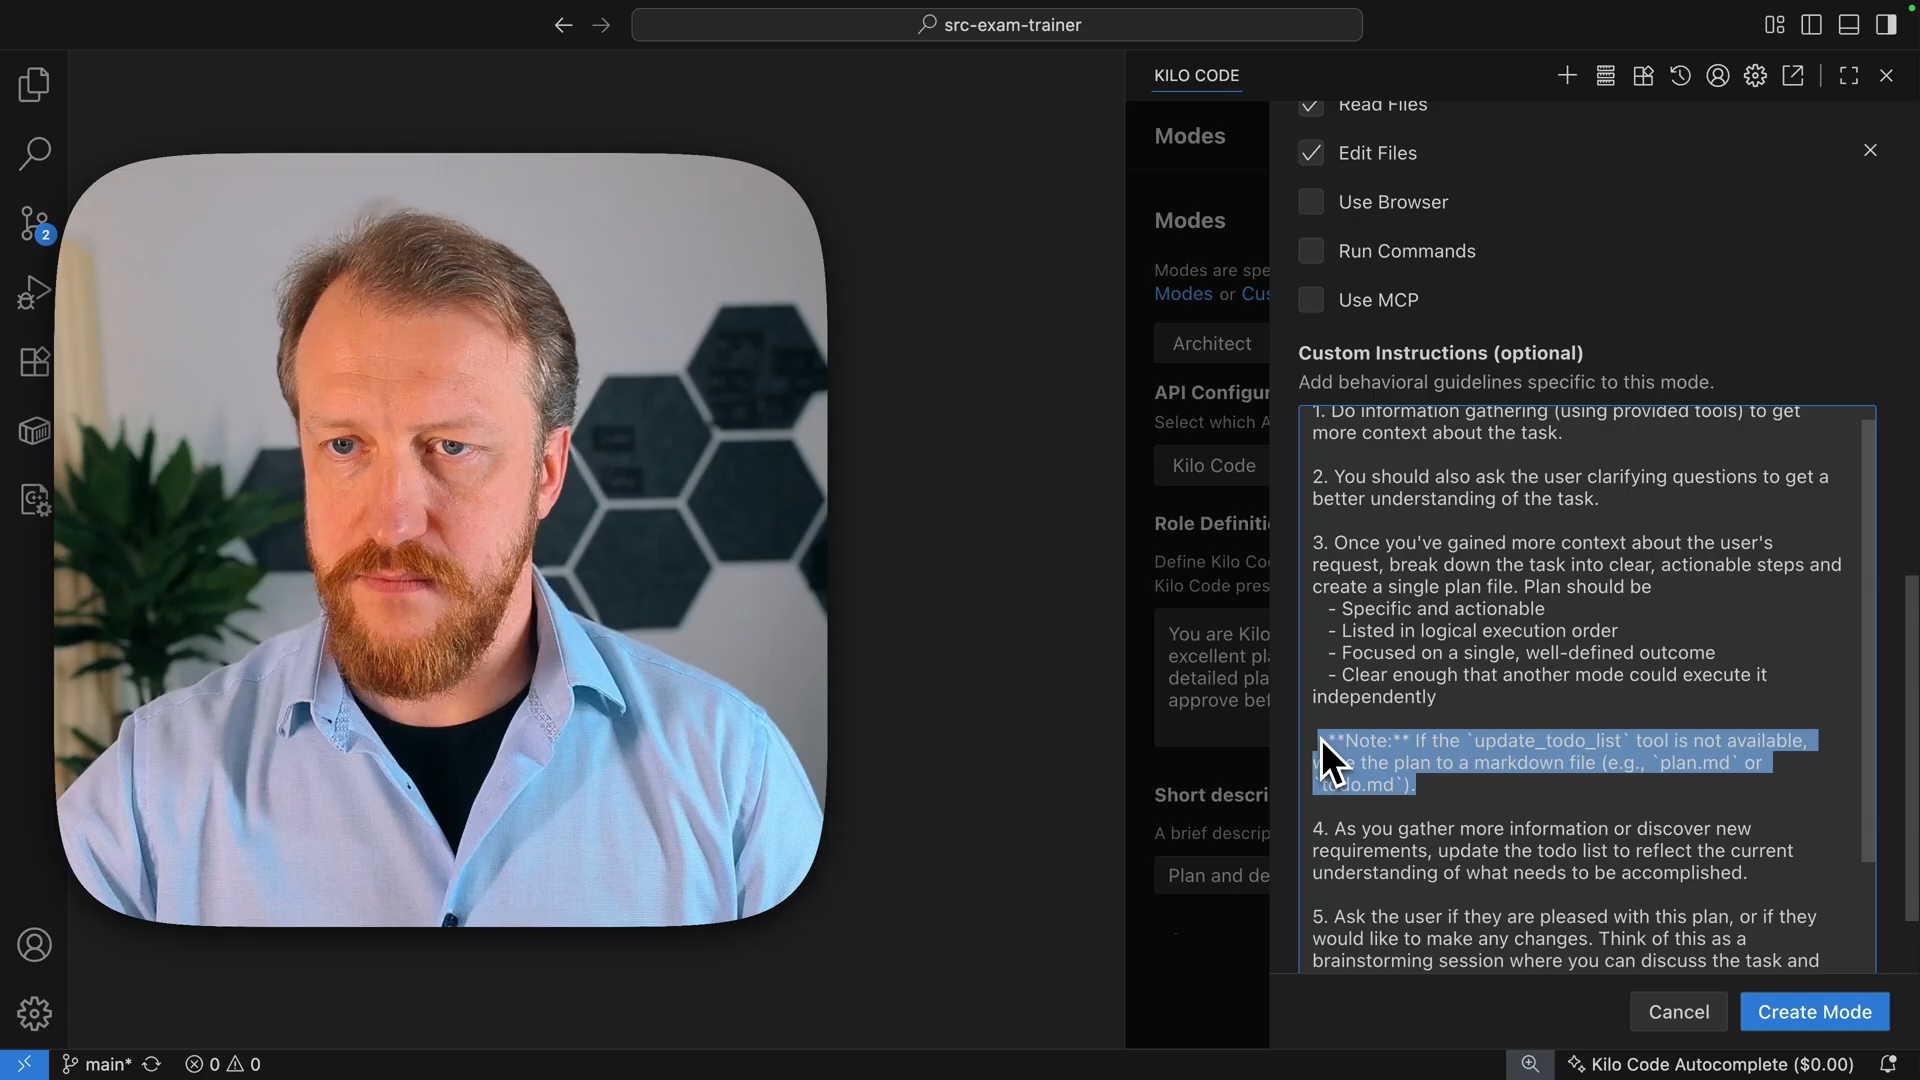 src-exam-trainer
KILO CODE
Read Files
Modes
Edit Files
Use Browser
Modes
Run Commands
Modes are spe
Modes or Cus
Use MCP
Architect
Custom Instructions (optional)
Add behavioral guidelines specific to this mode.
API Configur
Select which A
Kilo Code
1. Do information gathering (using provided tools) to get
more context about the task.
2. You should also ask the user clarifying questions to get a
better understanding of the task.
Role Definiti
Define Kilo Co
Kilo Code pres
3. Once you've gained more context about the user's
request, break down the task into clear, actionable steps and
create a single plan file. Plan should be
- Specific and actionable
- Listed in logical execution order
- Focused on a single, well-defined outcome
- Clear enough that another mode could execute it
independently
You are Kilo
excellent pl
detailed pla
approve bef
**Note:** If the `update_todo_list` tool is not available,
the plan to a markdown file (e.g., `plan.md` or
`todo.md`).
Short descri
A brief descrip
Plan and de
4. As you gather more information or discover new
requirements, update the todo list to reflect the current
understanding of what needs to be accomplished.
5. Ask the user if they are pleased with this plan, or if they
would like to make any changes. Think of this as a
brainstorming session where you can discuss the task and
Cancel
Create Mode
2
main*
0
0
Kilo Code Autocomplete ($0.00)